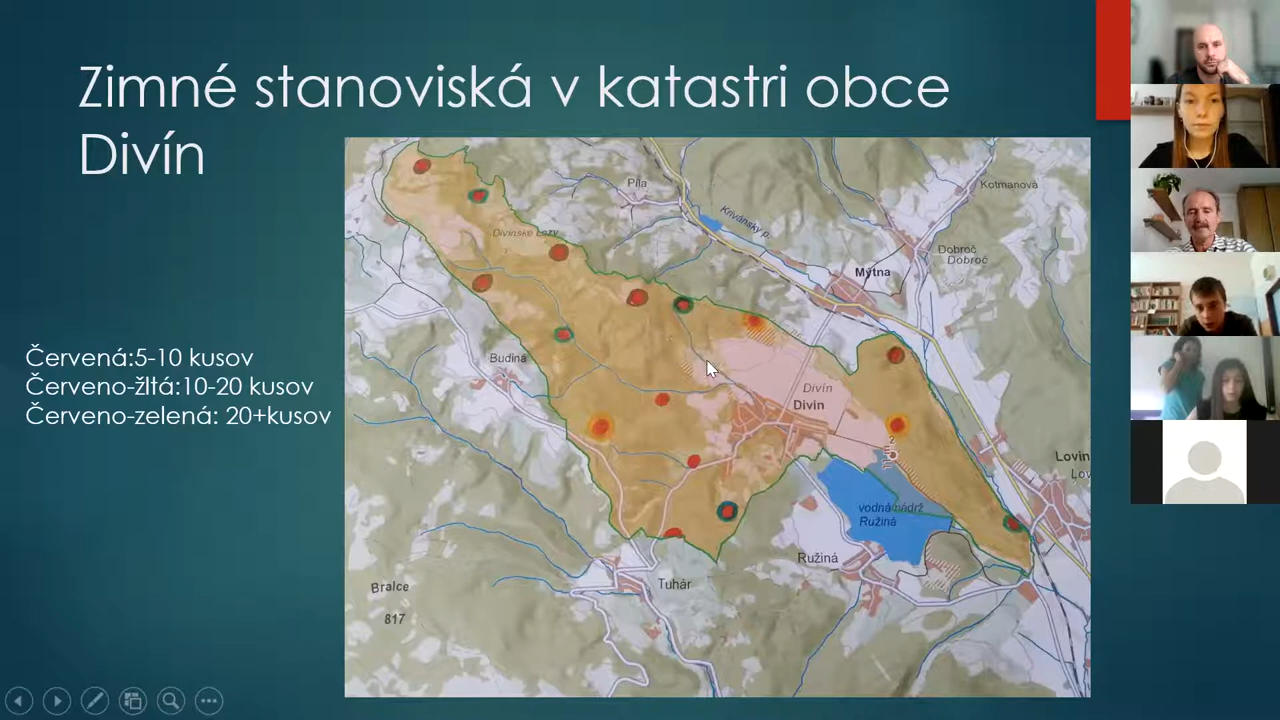 Zimné stanoviská v katastri obce
Divín
Červená:5-10 kusov
Červeno-žltá:10-20 kusov
Červeno-zelená: 20+kusov
Píla
Kotmanová
Krivánsky p.
Divínske Lazy
Dobroč
Dobroč
Mýtna
Budiná
Divín
Divín
Lovin
Lov
vodná nádrž
Ružiná
Ružiná
Tuhár
Bralce
817